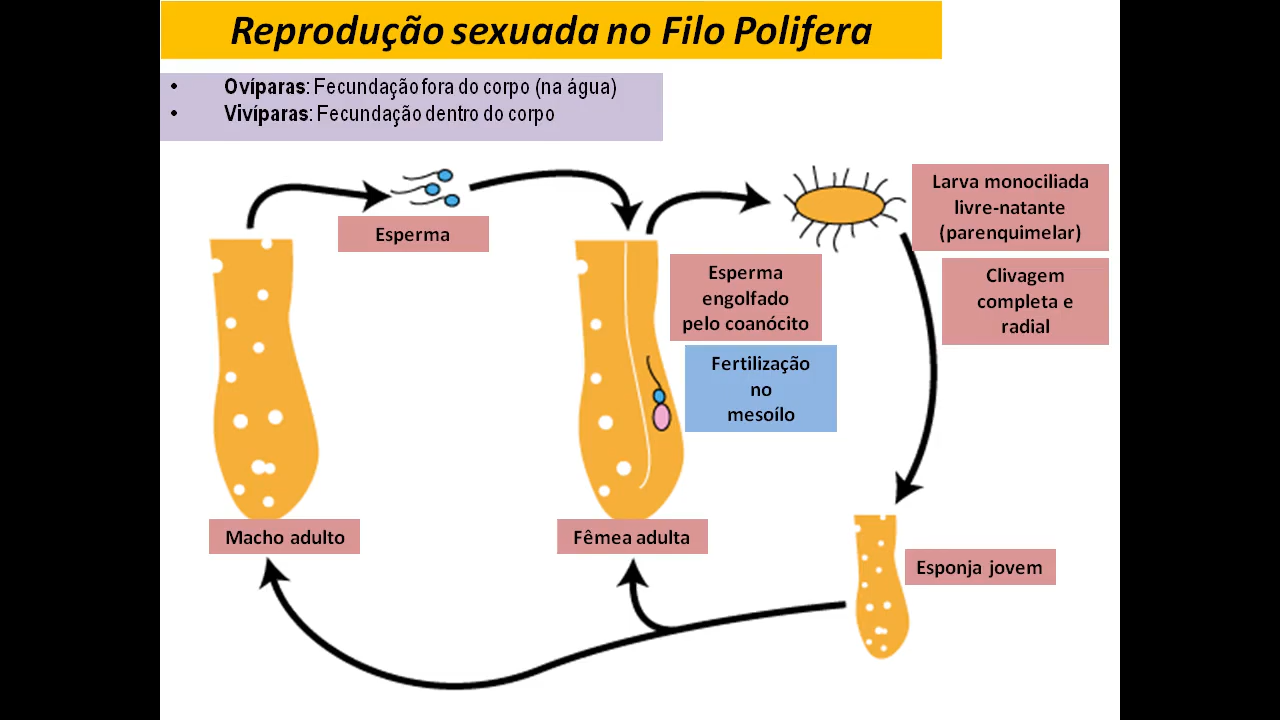 Reprodução sexuada no Filo Polifera
• Ovíparas: Fecundação fora do corpo (na água)
• Vivíparas: Fecundação dentro do corpo
Esperma
Larva monociliada
livre-natante
(parenquimelar)
Esperma
engolfado
pelo coanócito
Clivagem
completa e
radial
Fertilização
no
mesoílo
Macho adulto
Fêmea adulta
Esponja jovem